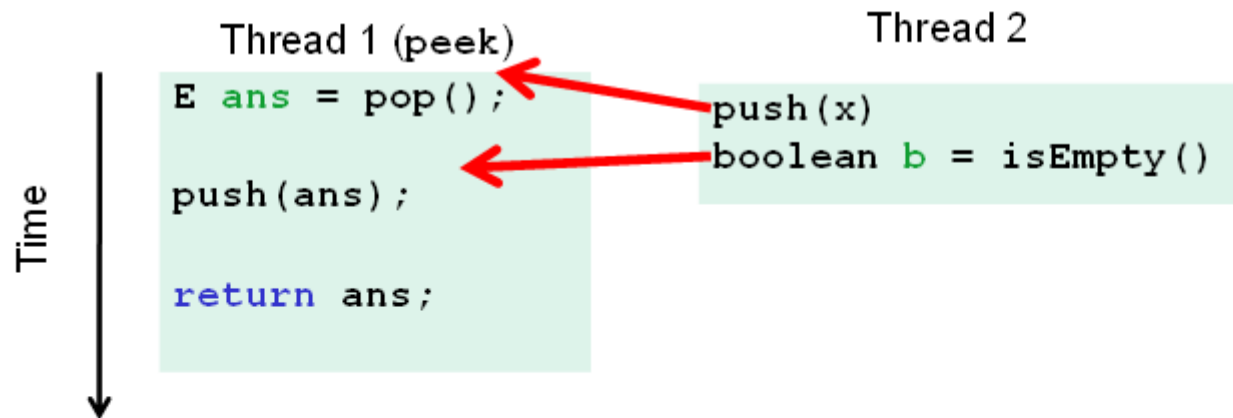 Thread 1 (peek)
E ans = pop();
push(ans);
return ans;
Thread 2
push(x)
boolean b = isEmpty()
Time